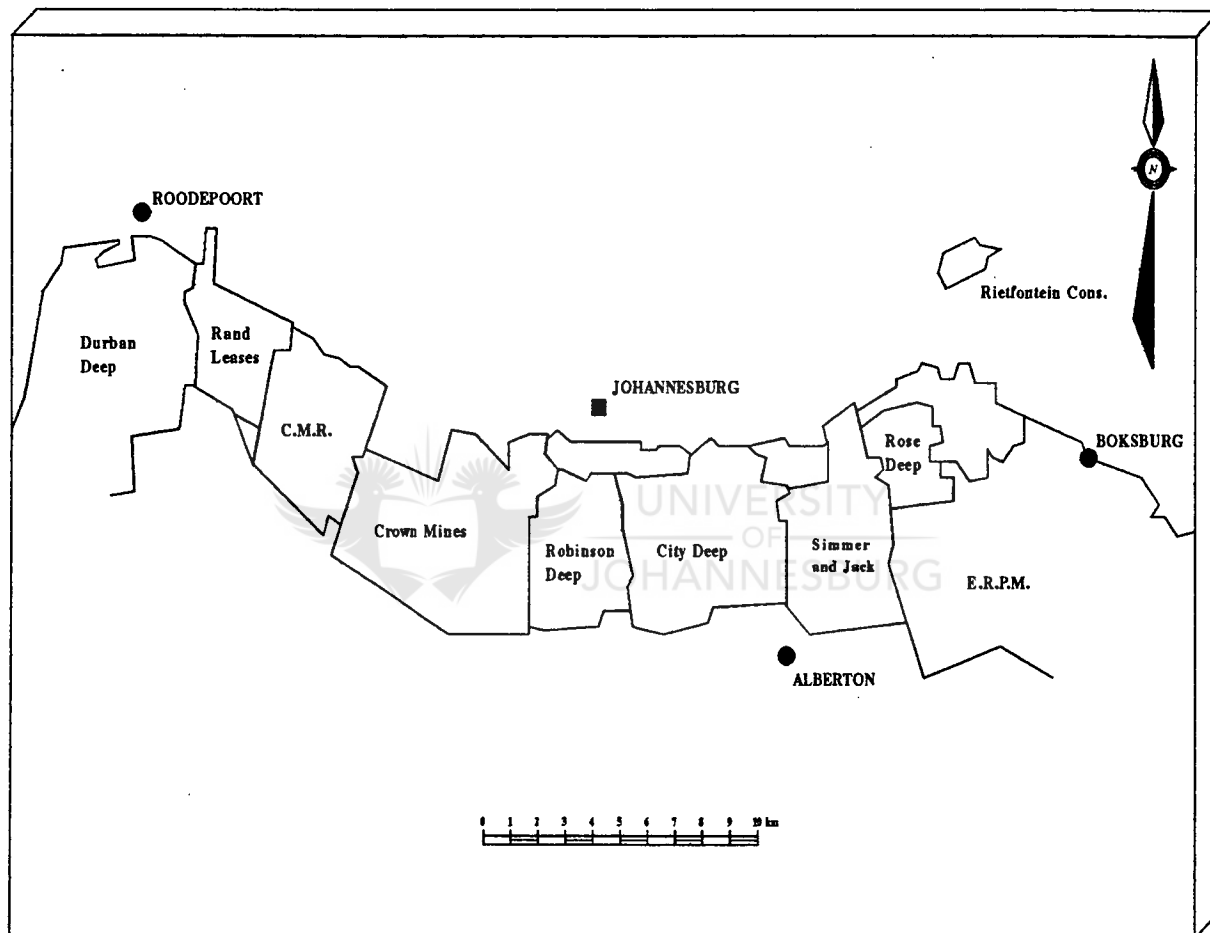 N
ROODEPOORT
Rietfontein Cons.
Durban
Deep
Rand
Leases
JOHANNESBURG
C.M.R.
Rose
Deep
BOKSBURG
Crown Mines
Robinson
Deep
City Deep
Simmer
and Jack
E.R.P.M.
UNIVERSITY
OF
JOHANNESBURG
ALBERTON
0 1 2 3 4 5 6 7 8 9 10 km